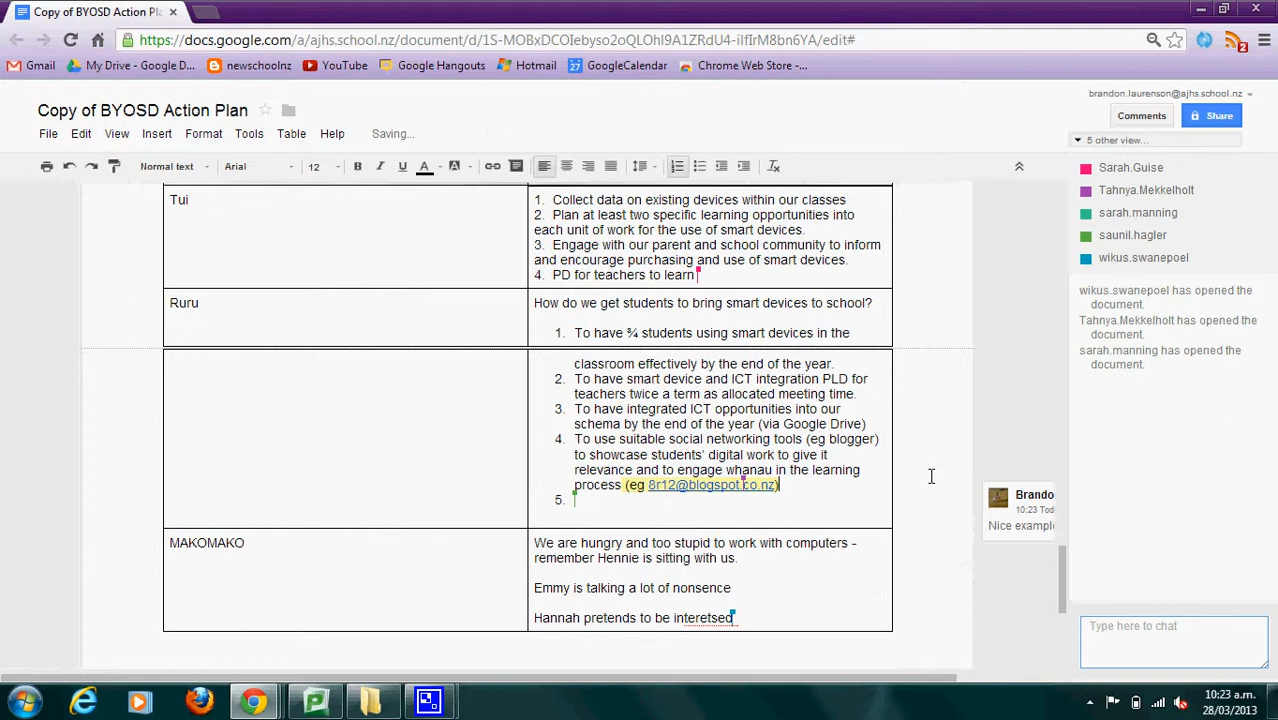 Copy of BYOSD Action Plan
https://docs.google.com/a/ajhs.school.nz/document/d/1S-MOBxDCOIebyso2oQLOhl9A1ZRdU4-ilfIrM8bn6YA/edit#
2
Gmail My Drive - Google D... newschoolnz YouTube Google Hangouts Hotmail 27 GoogleCalendar Chrome Web Store -...
brandon.laurenson@ajhs.school.nz
Copy of BYOSD Action Plan
Comments Share
File Edit View Insert Format Tools Table Help Saving...
5 other view...
Normal text Arial 12 B I U A A
Sarah.Guise
Tahnya.Mekkelholt
sarah.manning
saunil.hagler
wikus.swanepoel
wikus.swanepoel has opened the
document.
Tahnya.Mekkelholt has opened the
document.
sarah.manning has opened the
document.
Type here to chat
Tui
1. Collect data on existing devices within our classes
2. Plan at least two specific learning opportunities into
each unit of work for the use of smart devices.
3. Engage with our parent and school community to inform
and encourage purchasing and use of smart devices.
4. PD for teachers to learn
Ruru
How do we get students to bring smart devices to school?
1. To have ¾ students using smart devices in the
classroom effectively by the end of the year.
2. To have smart device and ICT integration PLD for
teachers twice a term as allocated meeting time.
3. To have integrated ICT opportunities into our
schema by the end of the year (via Google Drive)
4. To use suitable social networking tools (eg blogger)
to showcase students' digital work to give it
relevance and to engage whanau in the learning
process (eg 8r12@blogspot.co.nz)
5.
Brando
10:23 Tod
Nice example
MAKOMAKO
We are hungry and too stupid to work with computers -
remember Hennie is sitting with us.
Emmy is talking a lot of nonsence
Hannah pretends to be interetsed
10:23 a.m.
28/03/2013